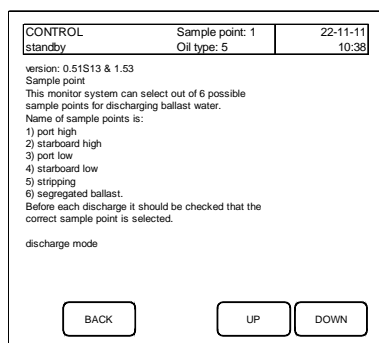 CONTROL Sample point: 1 22-11-11
standby Oil type: 5 10:38
version: 0.51S13 & 1.53
Sample point
This monitor system can select out of 6 possible
sample points for discharging ballast water.
Name of sample points is:
1) port high
2) starboard high
3) port low
4) starboard low
5) stripping
6) segregated ballast.
Before each discharge it should be checked that the
correct sample point is selected.
discharge mode
BACK UP DOWN